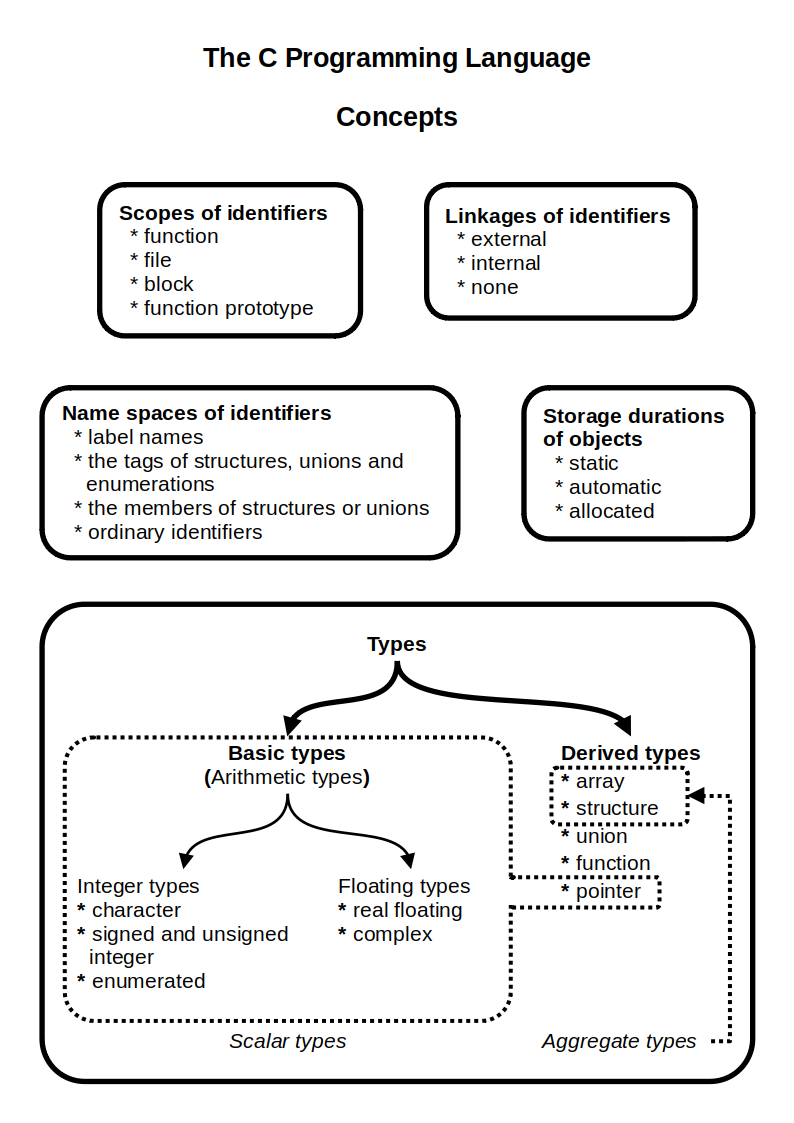 The C Programming Language
Concepts
Scopes of identifiers
* function
* file
* block
* function prototype
Linkages of identifiers
* external
* internal
* none
Name spaces of identifiers
* label names
* the tags of structures, unions and
enumerations
* the members of structures or unions
* ordinary identifiers
Storage durations
of objects
* static
* automatic
* allocated
Types
Basic types
(Arithmetic types)
Integer types
* character
* signed and unsigned
integer
* enumerated
Floating types
* real floating
* complex
Derived types
* array
* structure
* union
* function
* pointer
Scalar types
Aggregate types